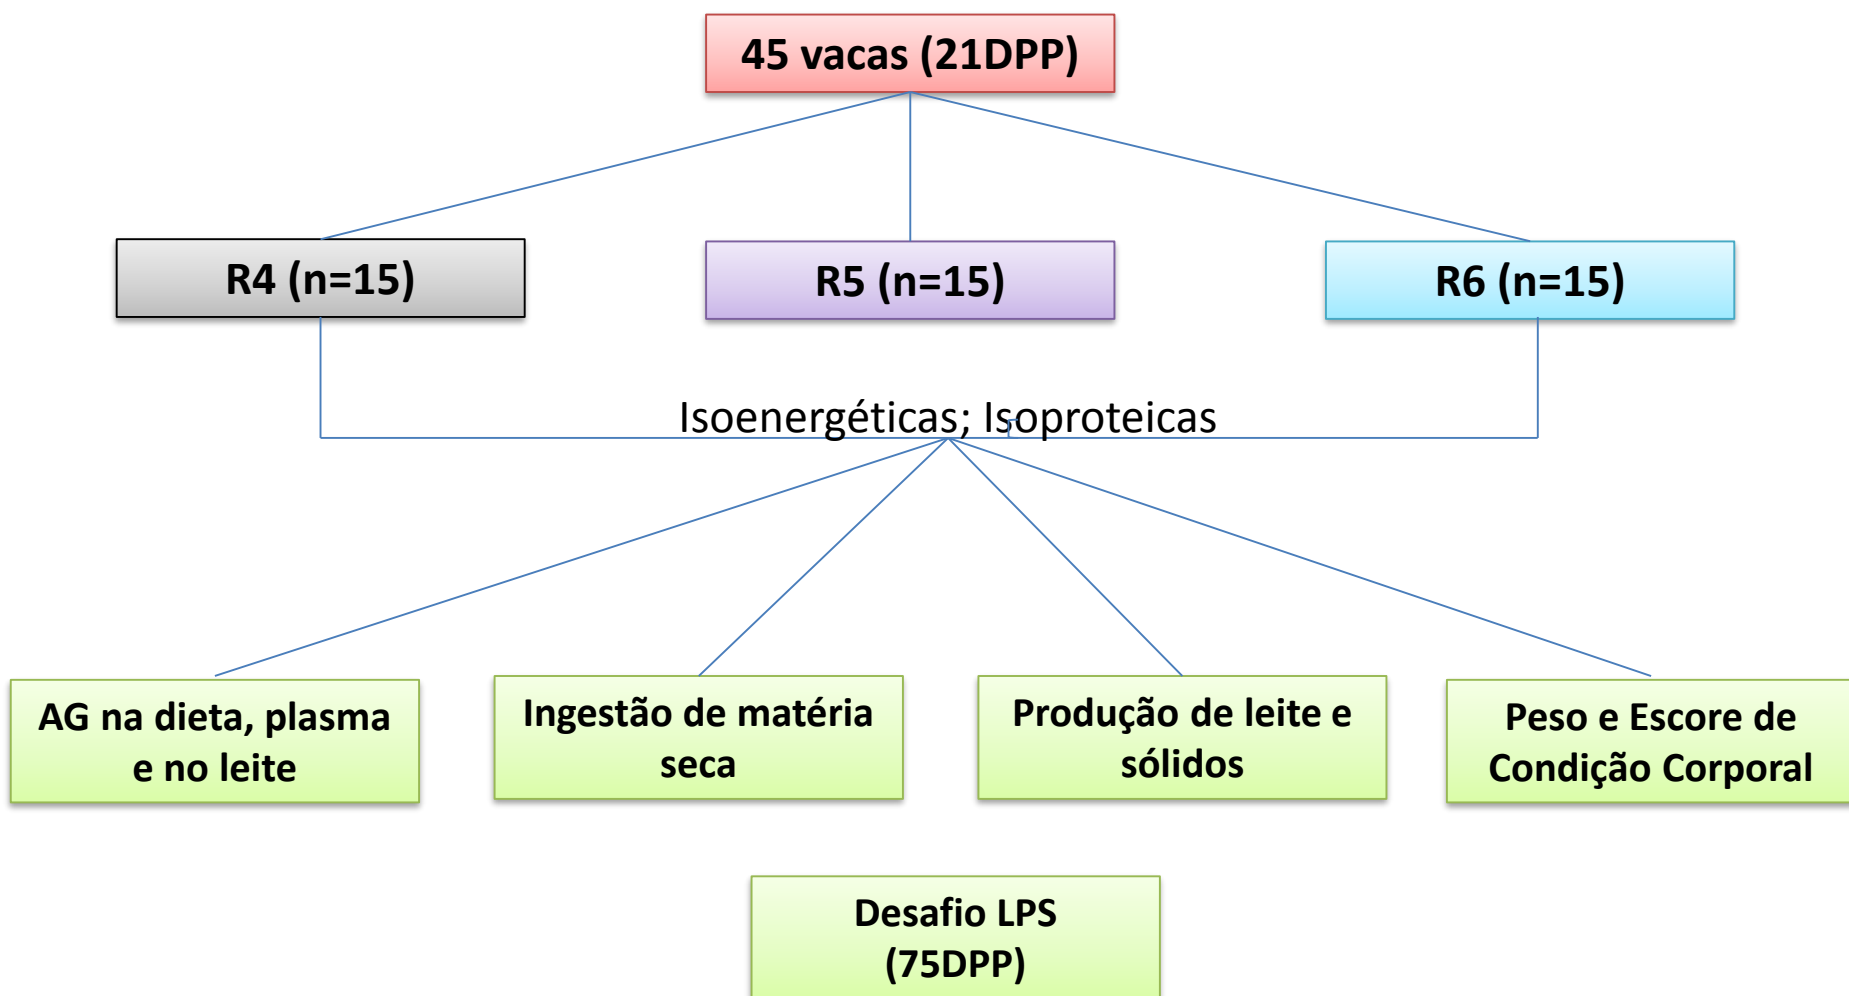 45 vacas (21DPP)
R4 (n=15)
R5 (n=15)
R6 (n=15)
Isoenergéticas; Isoproteicas
AG na dieta, plasma
e no leite
Ingestão de matéria
seca
Produção de leite e
sólidos
Peso e Escore de
Condição Corporal
Desafio LPS
(75DPP)